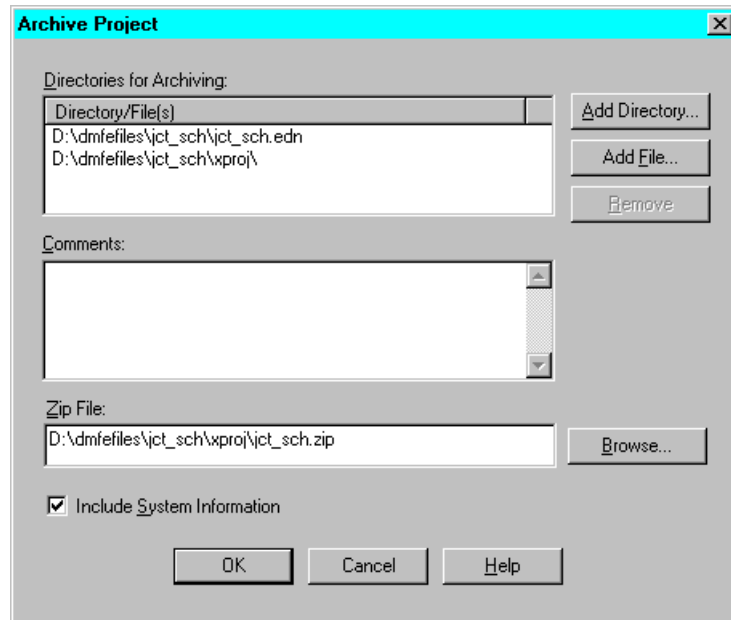 Archive Project
Directories for Archiving:
Directory/File(s)
D:\dmfefiles\jct_sch\jct_sch.edn
D:\dmfefiles\jct_sch\xproj\
Add Directory...
Add File...
Remove
Comments:
Zip File:
D:\dmfefiles\jct_sch\xproj\jct_sch.zip
Browse...
Include System Information
OK Cancel Help